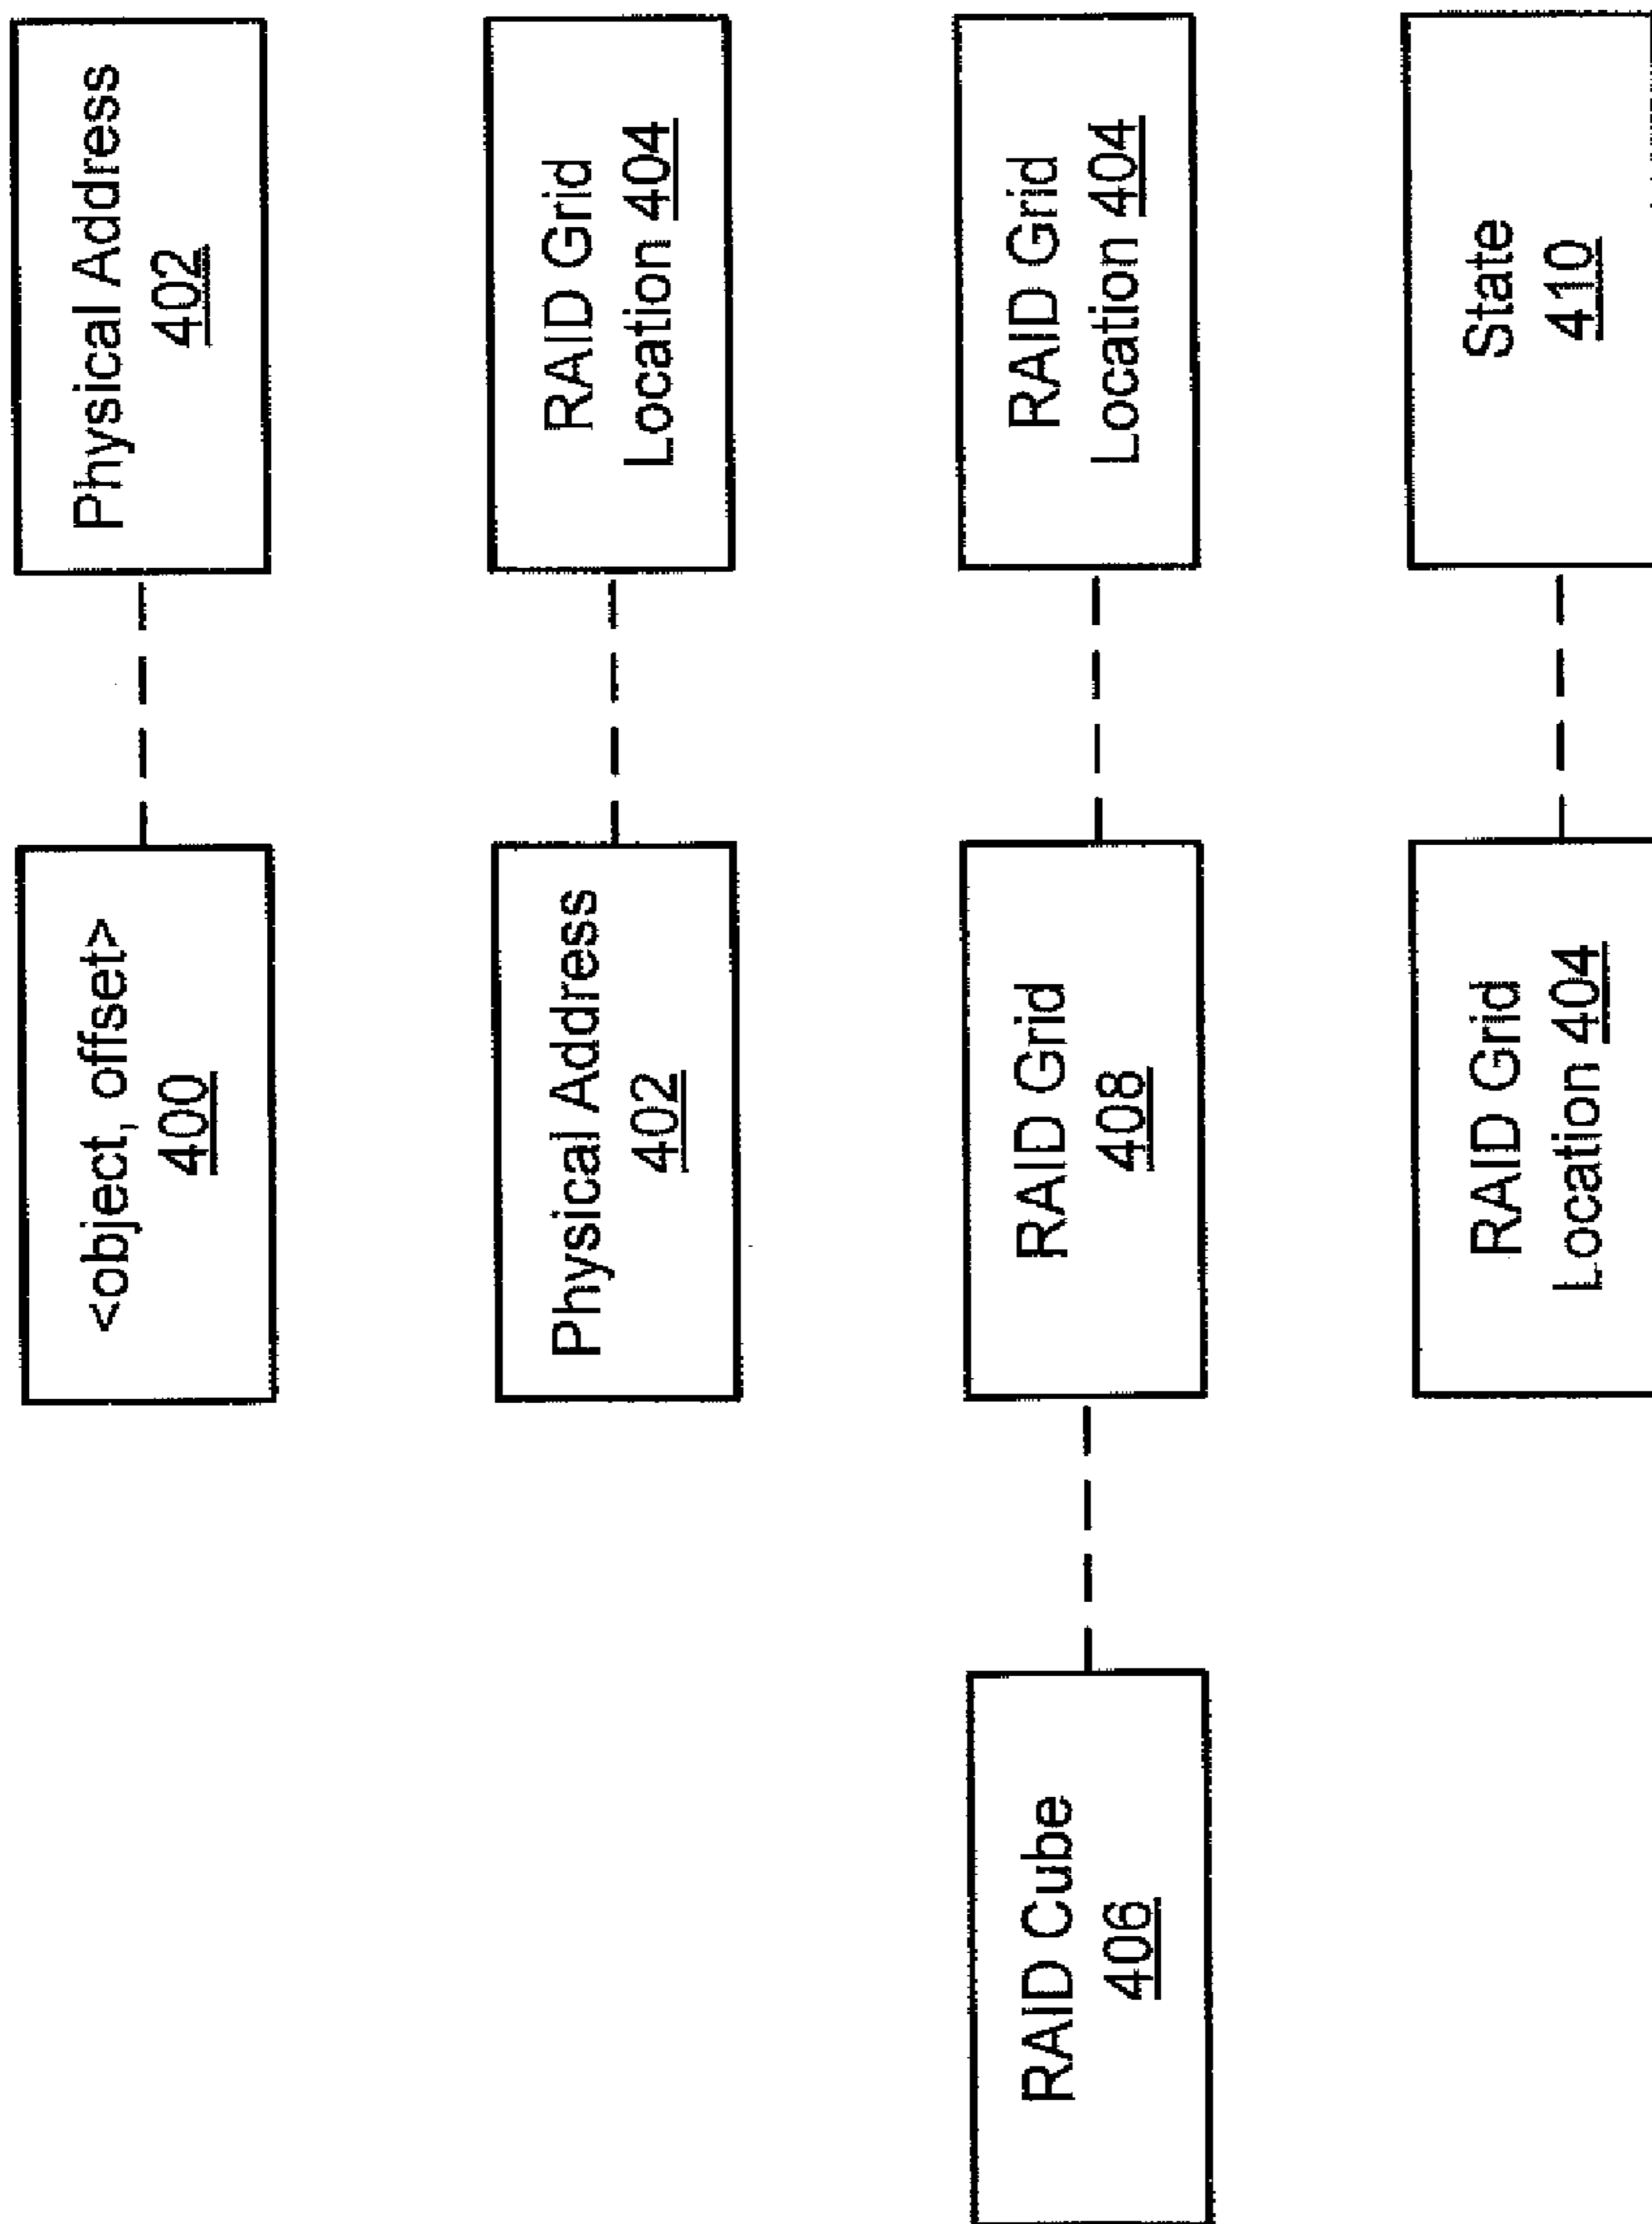 <object, offset>
400
Physical Address
402
Physical Address
402
RAID Grid
Location 404
RAID Cube
406
RAID Grid
408
RAID Grid
Location 404
RAID Grid
Location 404
State
410